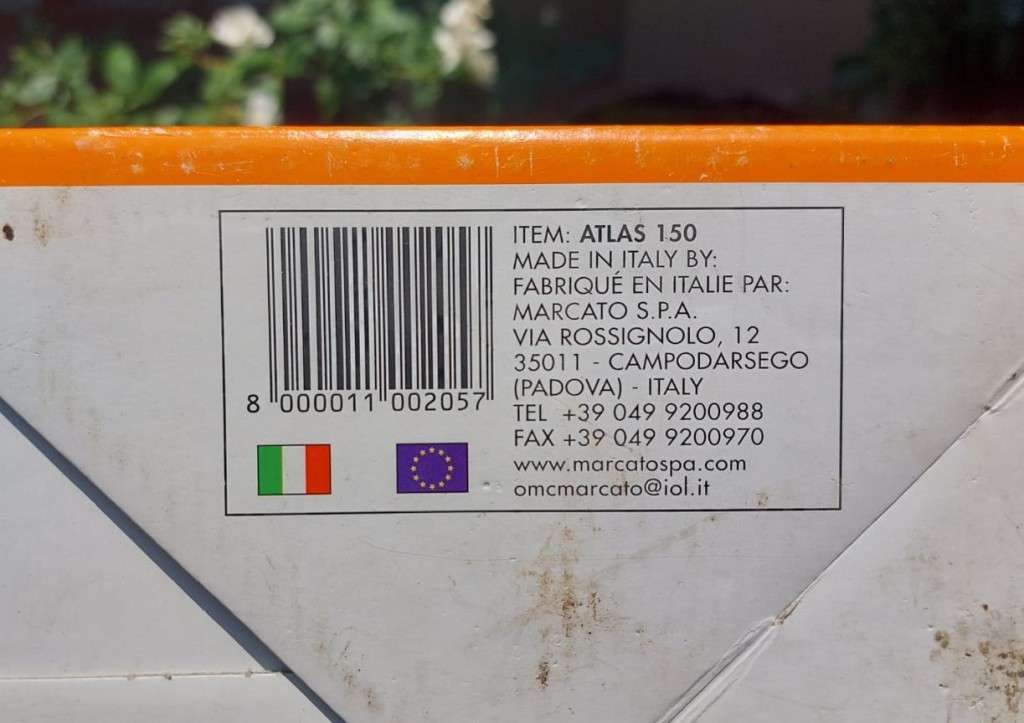 ITEM: ATLAS 150
MADE IN ITALY BY:
FABRIQUÉ EN ITALIE PAR:
MARCATO S.P.A.
VIA ROSSIGNOLO, 12
35011 - CAMPODARSEGO
(PADOVA) - ITALY
TEL +39 049 9200988
FAX +39 049 9200970
www.marcatospa.com
omcmarcato@iol.it
8 000011 002057